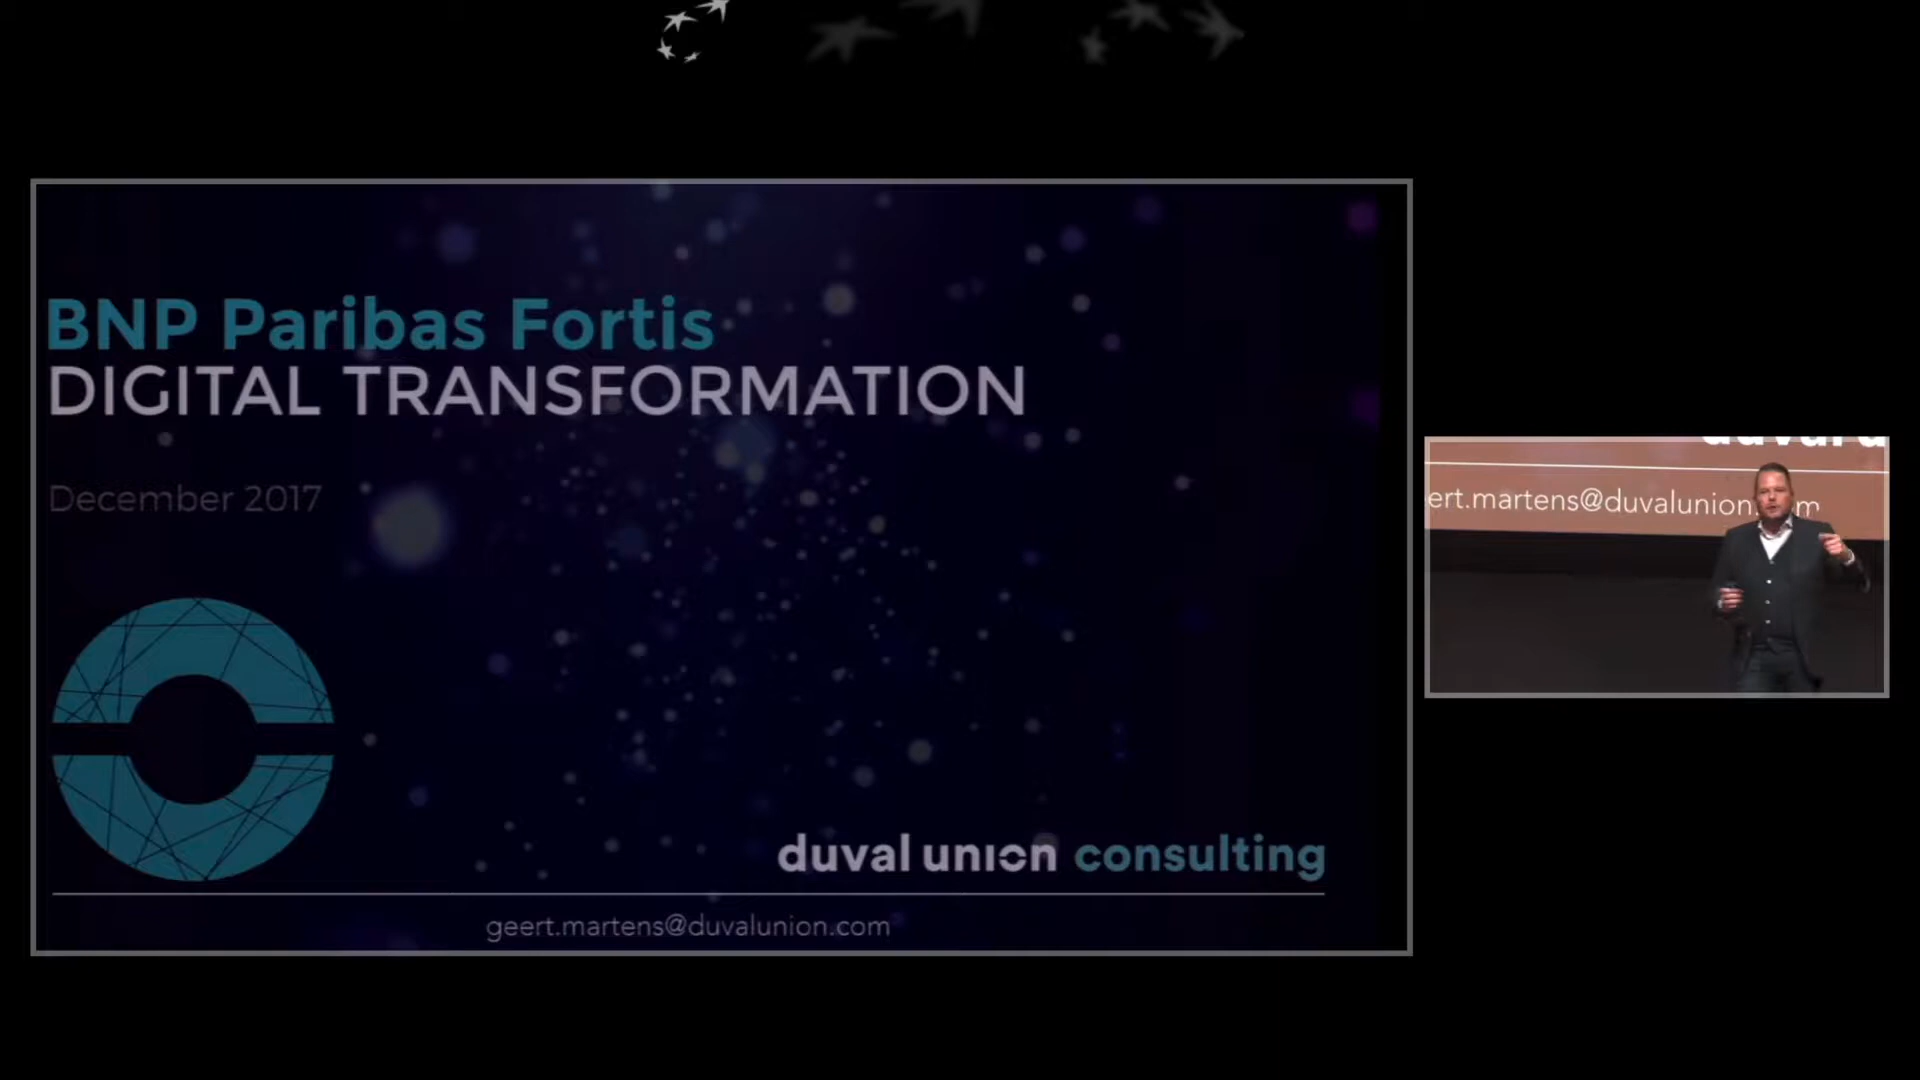 BNP Paribas Fortis
DIGITAL TRANSFORMATION
December 2017
duval union consulting
geert.martens@duvalunion.com
ert.martens@duvalunion.